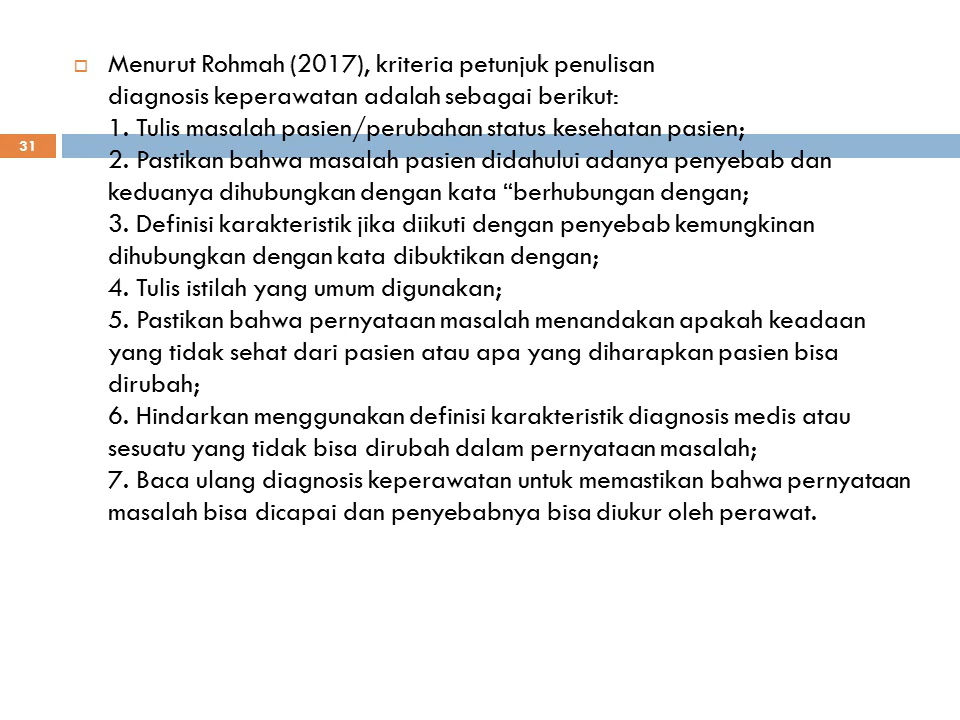 Menurut Rohmah (2017), kriteria petunjuk penulisan
diagnosis keperawatan adalah sebagai berikut:
1. Tulis masalah pasien/perubahan status kesehatan pasien;
31
2. Pastikan bahwa masalah pasien didahului adanya penyebab dan
keduanya dihubungkan dengan kata “berhubungan dengan;
3. Definisi karakteristik jika diikuti dengan penyebab kemungkinan
dihubungkan dengan kata dibuktikan dengan;
4. Tulis istilah yang umum digunakan;
5. Pastikan bahwa pernyataan masalah menandakan apakah keadaan
yang tidak sehat dari pasien atau apa yang diharapkan pasien bisa
dirubah;
6. Hindarkan menggunakan definisi karakteristik diagnosis medis atau
sesuatu yang tidak bisa dirubah dalam pernyataan masalah;
7. Baca ulang diagnosis keperawatan untuk memastikan bahwa pernyataan
masalah bisa dicapai dan penyebabnya bisa diukur oleh perawat.